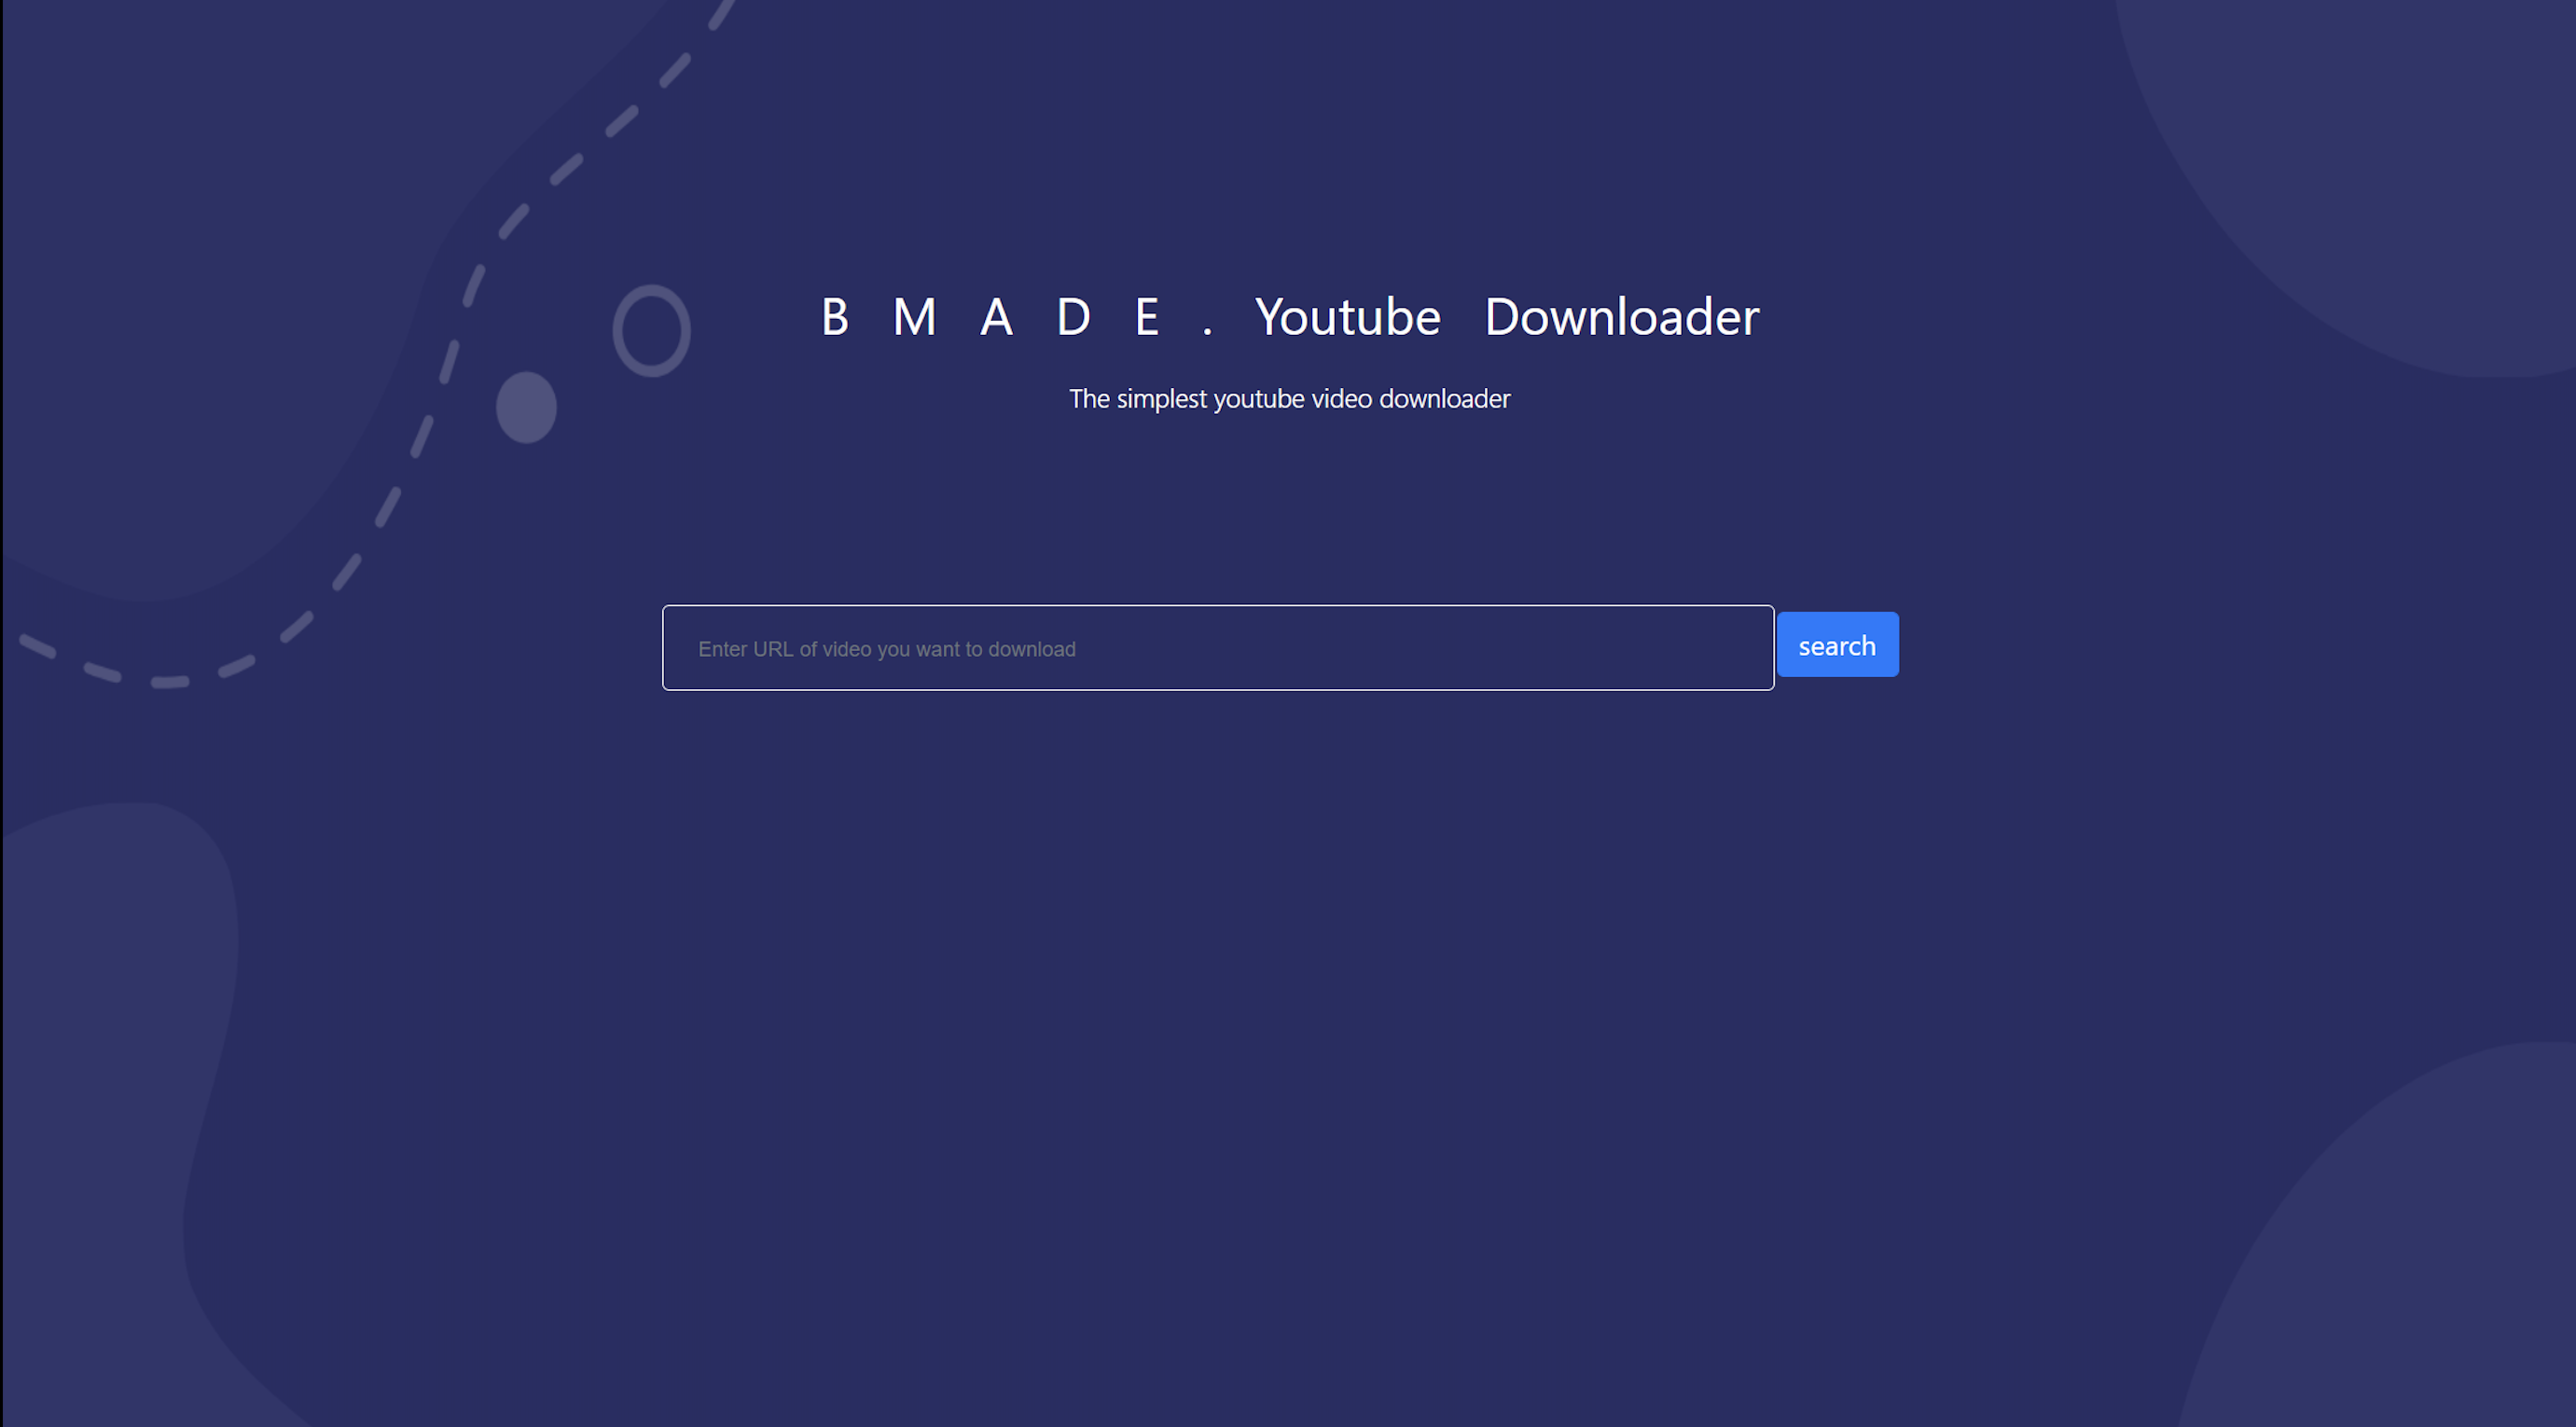 B M A D E . Youtube Downloader
The simplest youtube video downloader
Enter URL of video you want to download
search